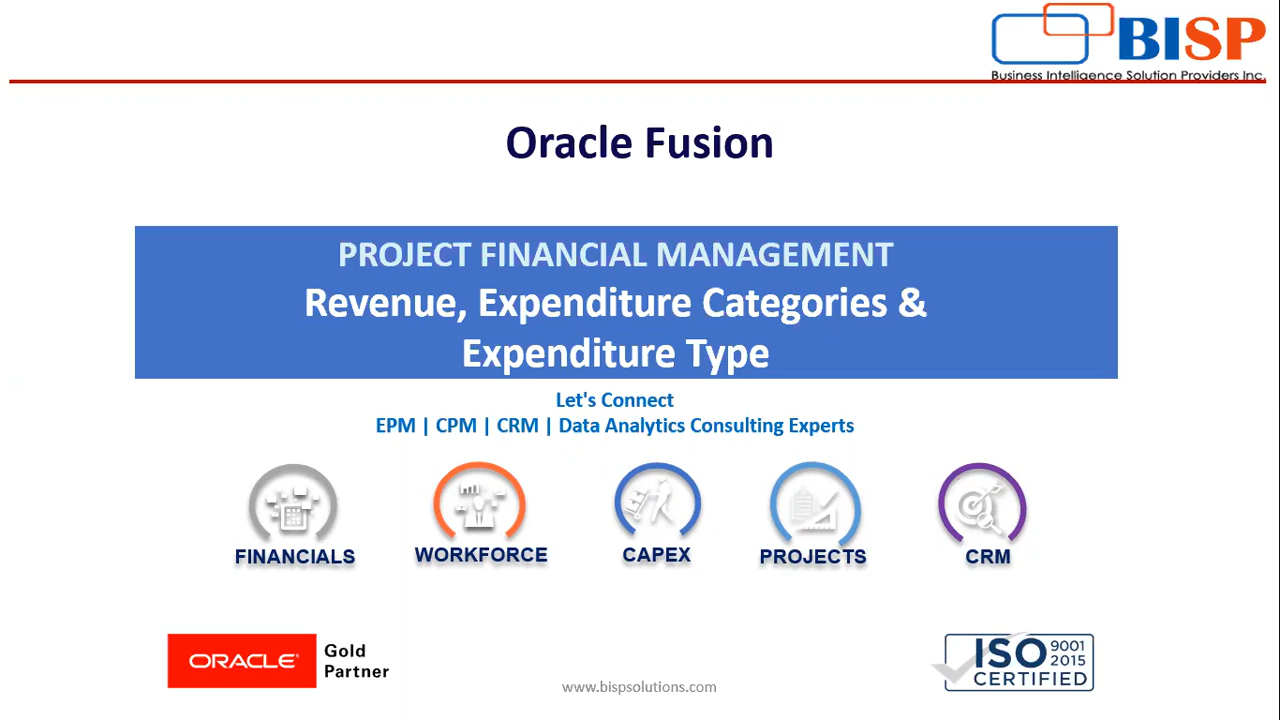 BISP
Business Intelligence Solution Providers Inc.
Oracle Fusion
PROJECT FINANCIAL MANAGEMENT
Revenue, Expenditure Categories &
Expenditure Type
Let's Connect
EPM | CPM | CRM | Data Analytics Consulting Experts
FINANCIALS
WORKFORCE
CAPEX
PROJECTS
CRM
ORACLE
Gold
Partner
www.bispsolutions.com
ISO 9001
2015
CERTIFIED